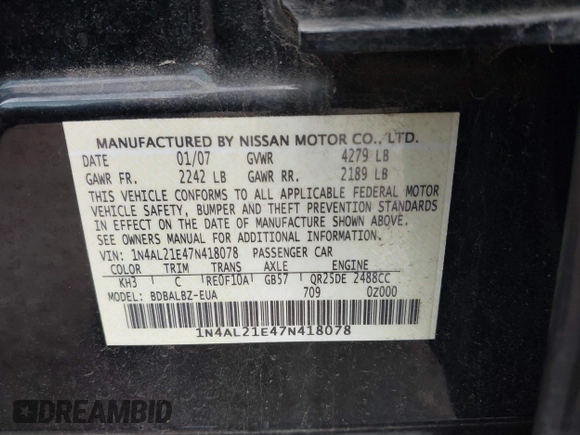 MANUFACTURED BY NISSAN MOTOR CO., LTD.
DATE 01/07 GVWR 4279 LB
GAWR FR. 2242 LB GAWR RR. 2189 LB
THIS VEHICLE CONFORMS TO ALL APPLICABLE FEDERAL MOTOR
VEHICLE SAFETY, BUMPER AND THEFT PREVENTION STANDARDS
IN EFFECT ON THE DATE OF MANUFACTURE SHOWN ABOVE.
SEE OWNERS MANUAL FOR ADDITIONAL INFORMATION.
VIN: 1N4AL21E47N418078 PASSENGER CAR
COLOR TRIM TRANS AXLE ENGINE
KH3 C RE0F10A GB57 QR25DE 2488CC
MODEL: BDBALBZ-EUA 709 0Z000
1N4AL21E47N418078
DREAMBID